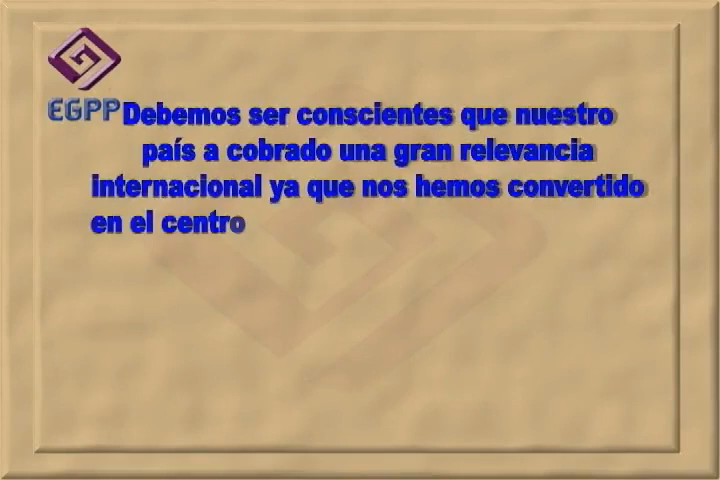 EGPP
Debemos ser conscientes que nuestro
país a cobrado una gran relevancia
internacional ya que nos hemos convertido
en el centro